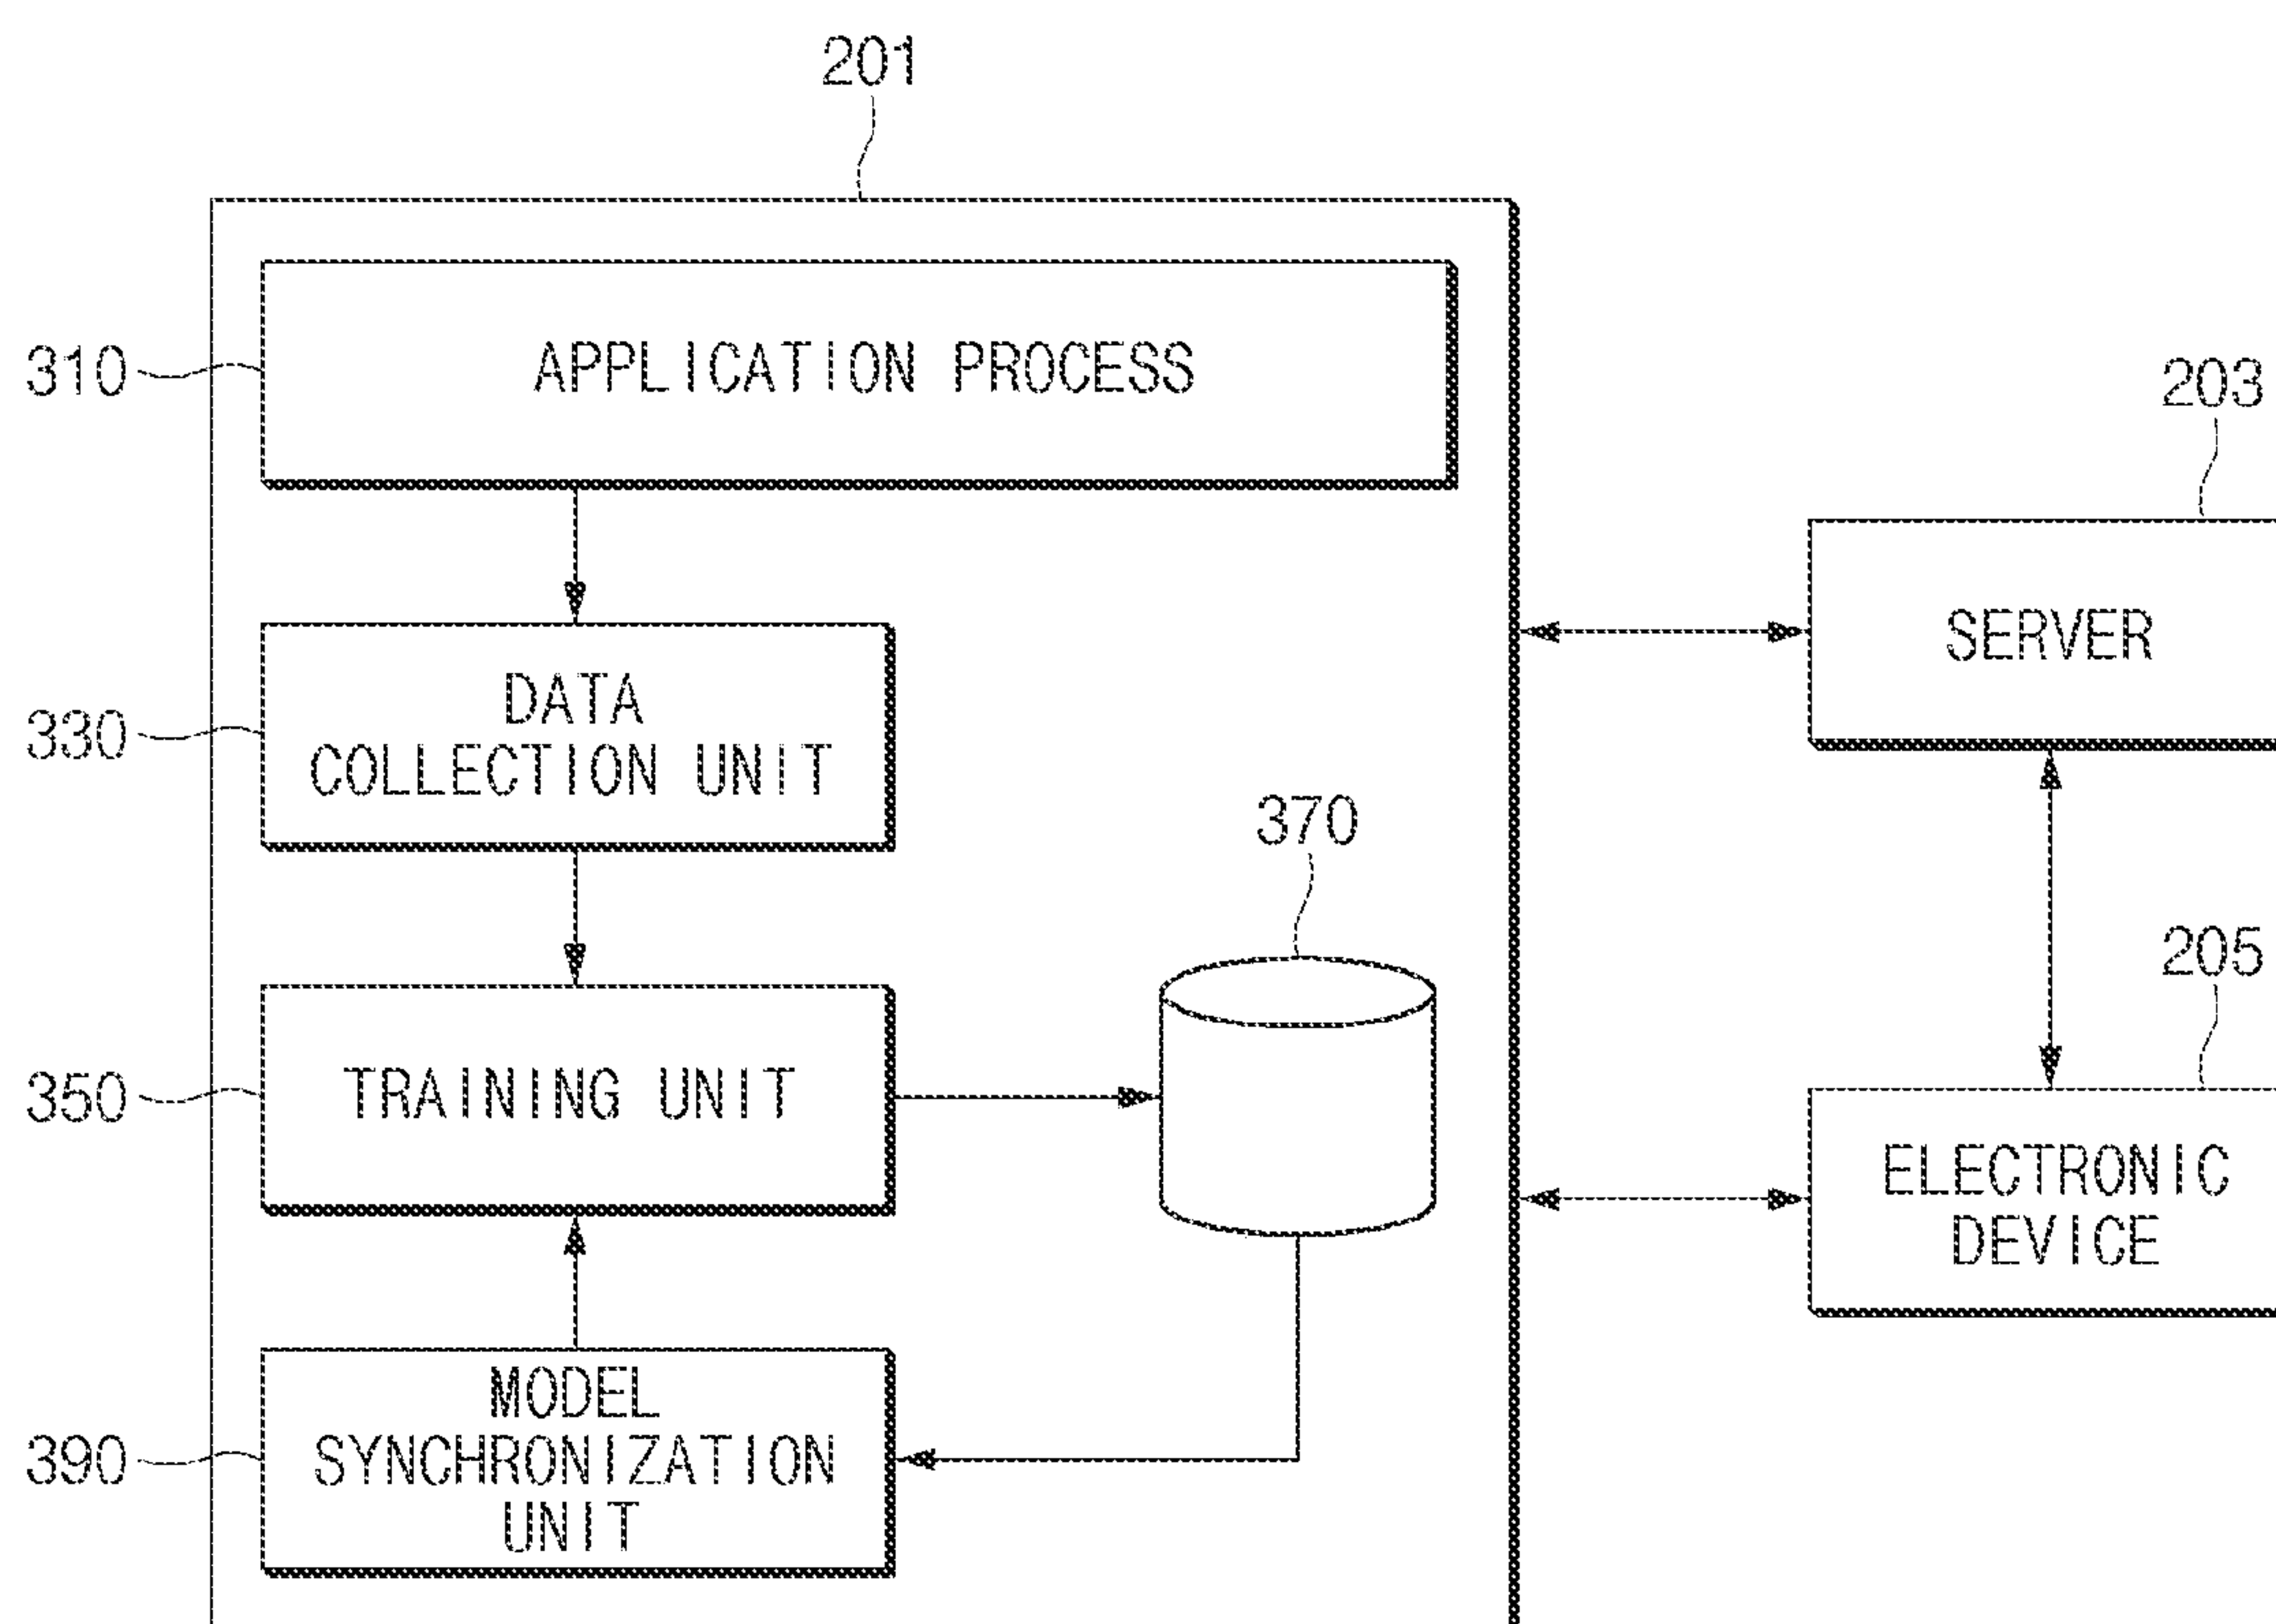 201
310
APPLICATION PROCESS
203
SERVER
330
DATA
COLLECTION UNIT
370
205
350
TRAINING UNIT
ELECTRONIC
DEVICE
390
MODEL
SYNCHRONIZATION
UNIT